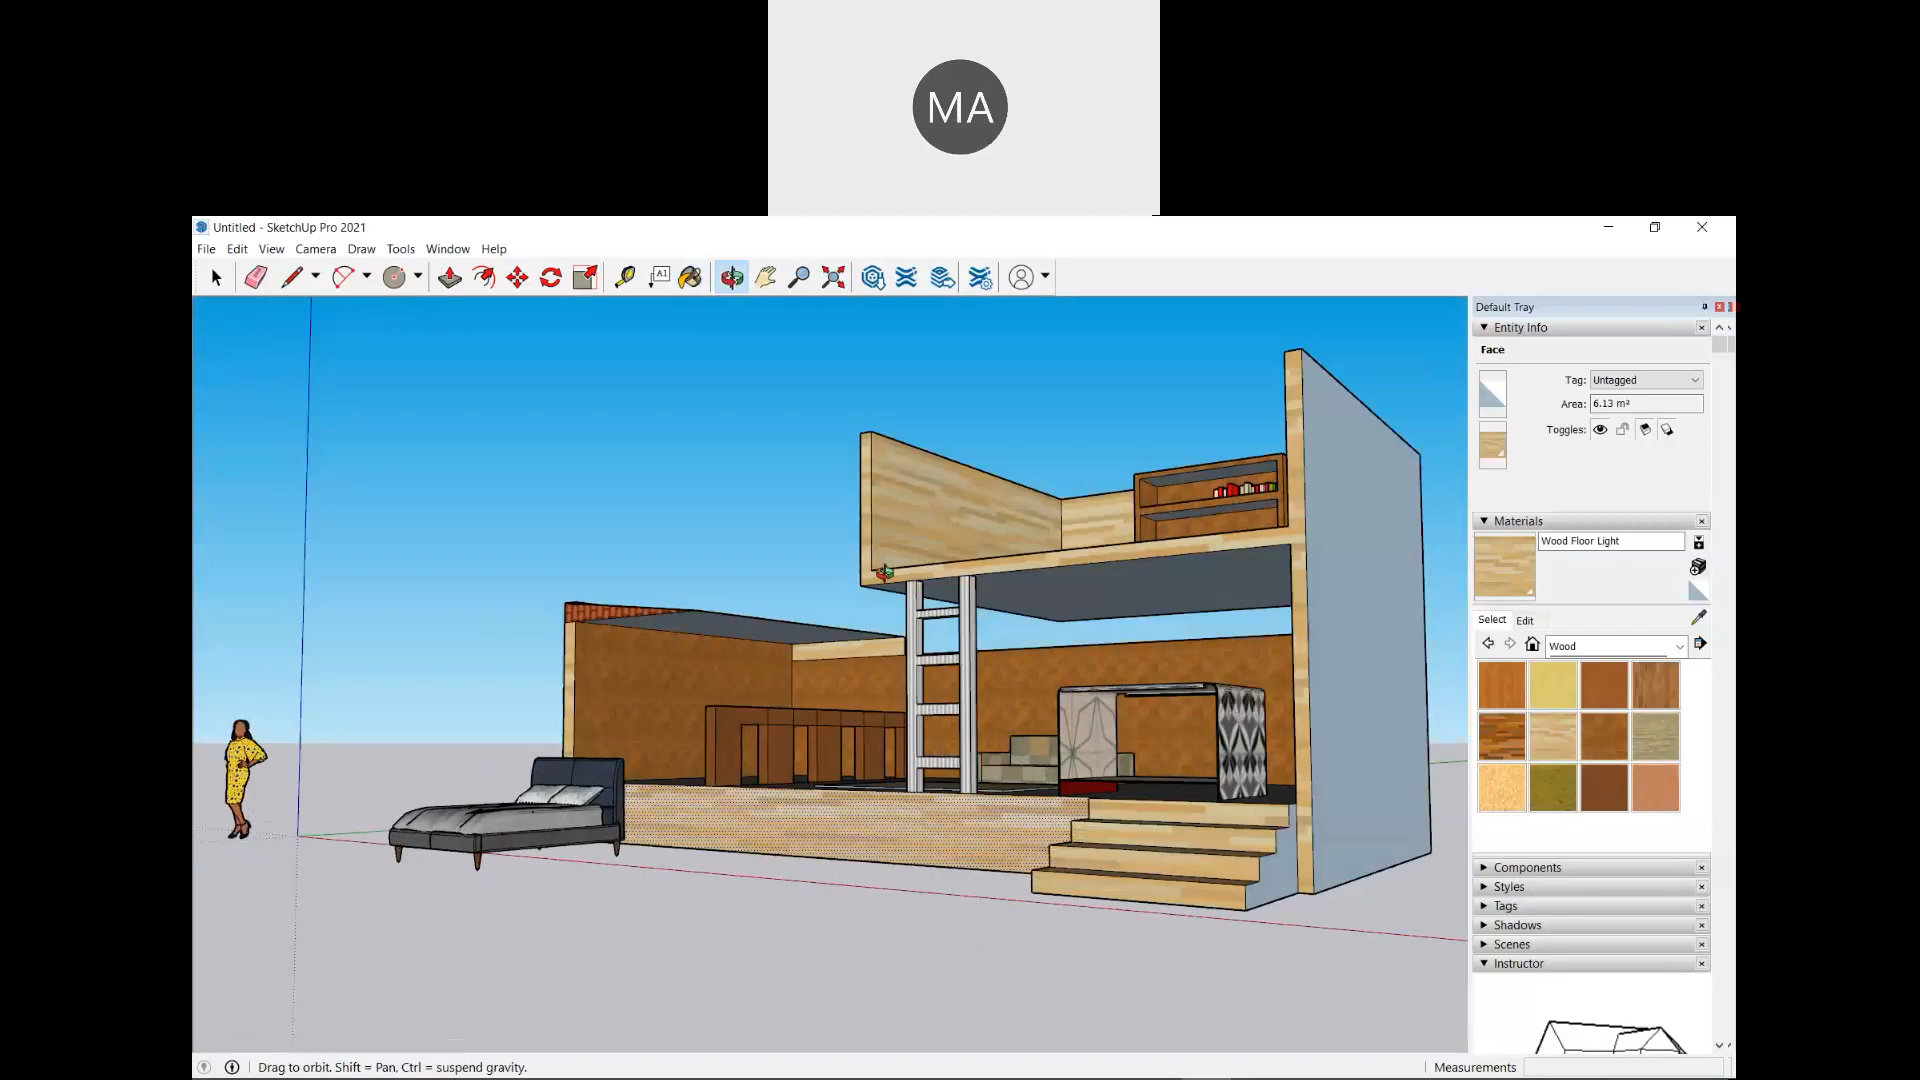 MA
Untitled - SketchUp Pro 2021
File Edit View Camera Draw Tools Window Help
A1
Default Tray
Entity Info
Face
Tag: Untagged
Area: 6.13 m²
Toggles:
Materials
Wood Floor Light
Select Edit
Wood
Components
Styles
Tags
Shadows
Scenes
Instructor
Drag to orbit. Shift = Pan, Ctrl = suspend gravity.
Measurements